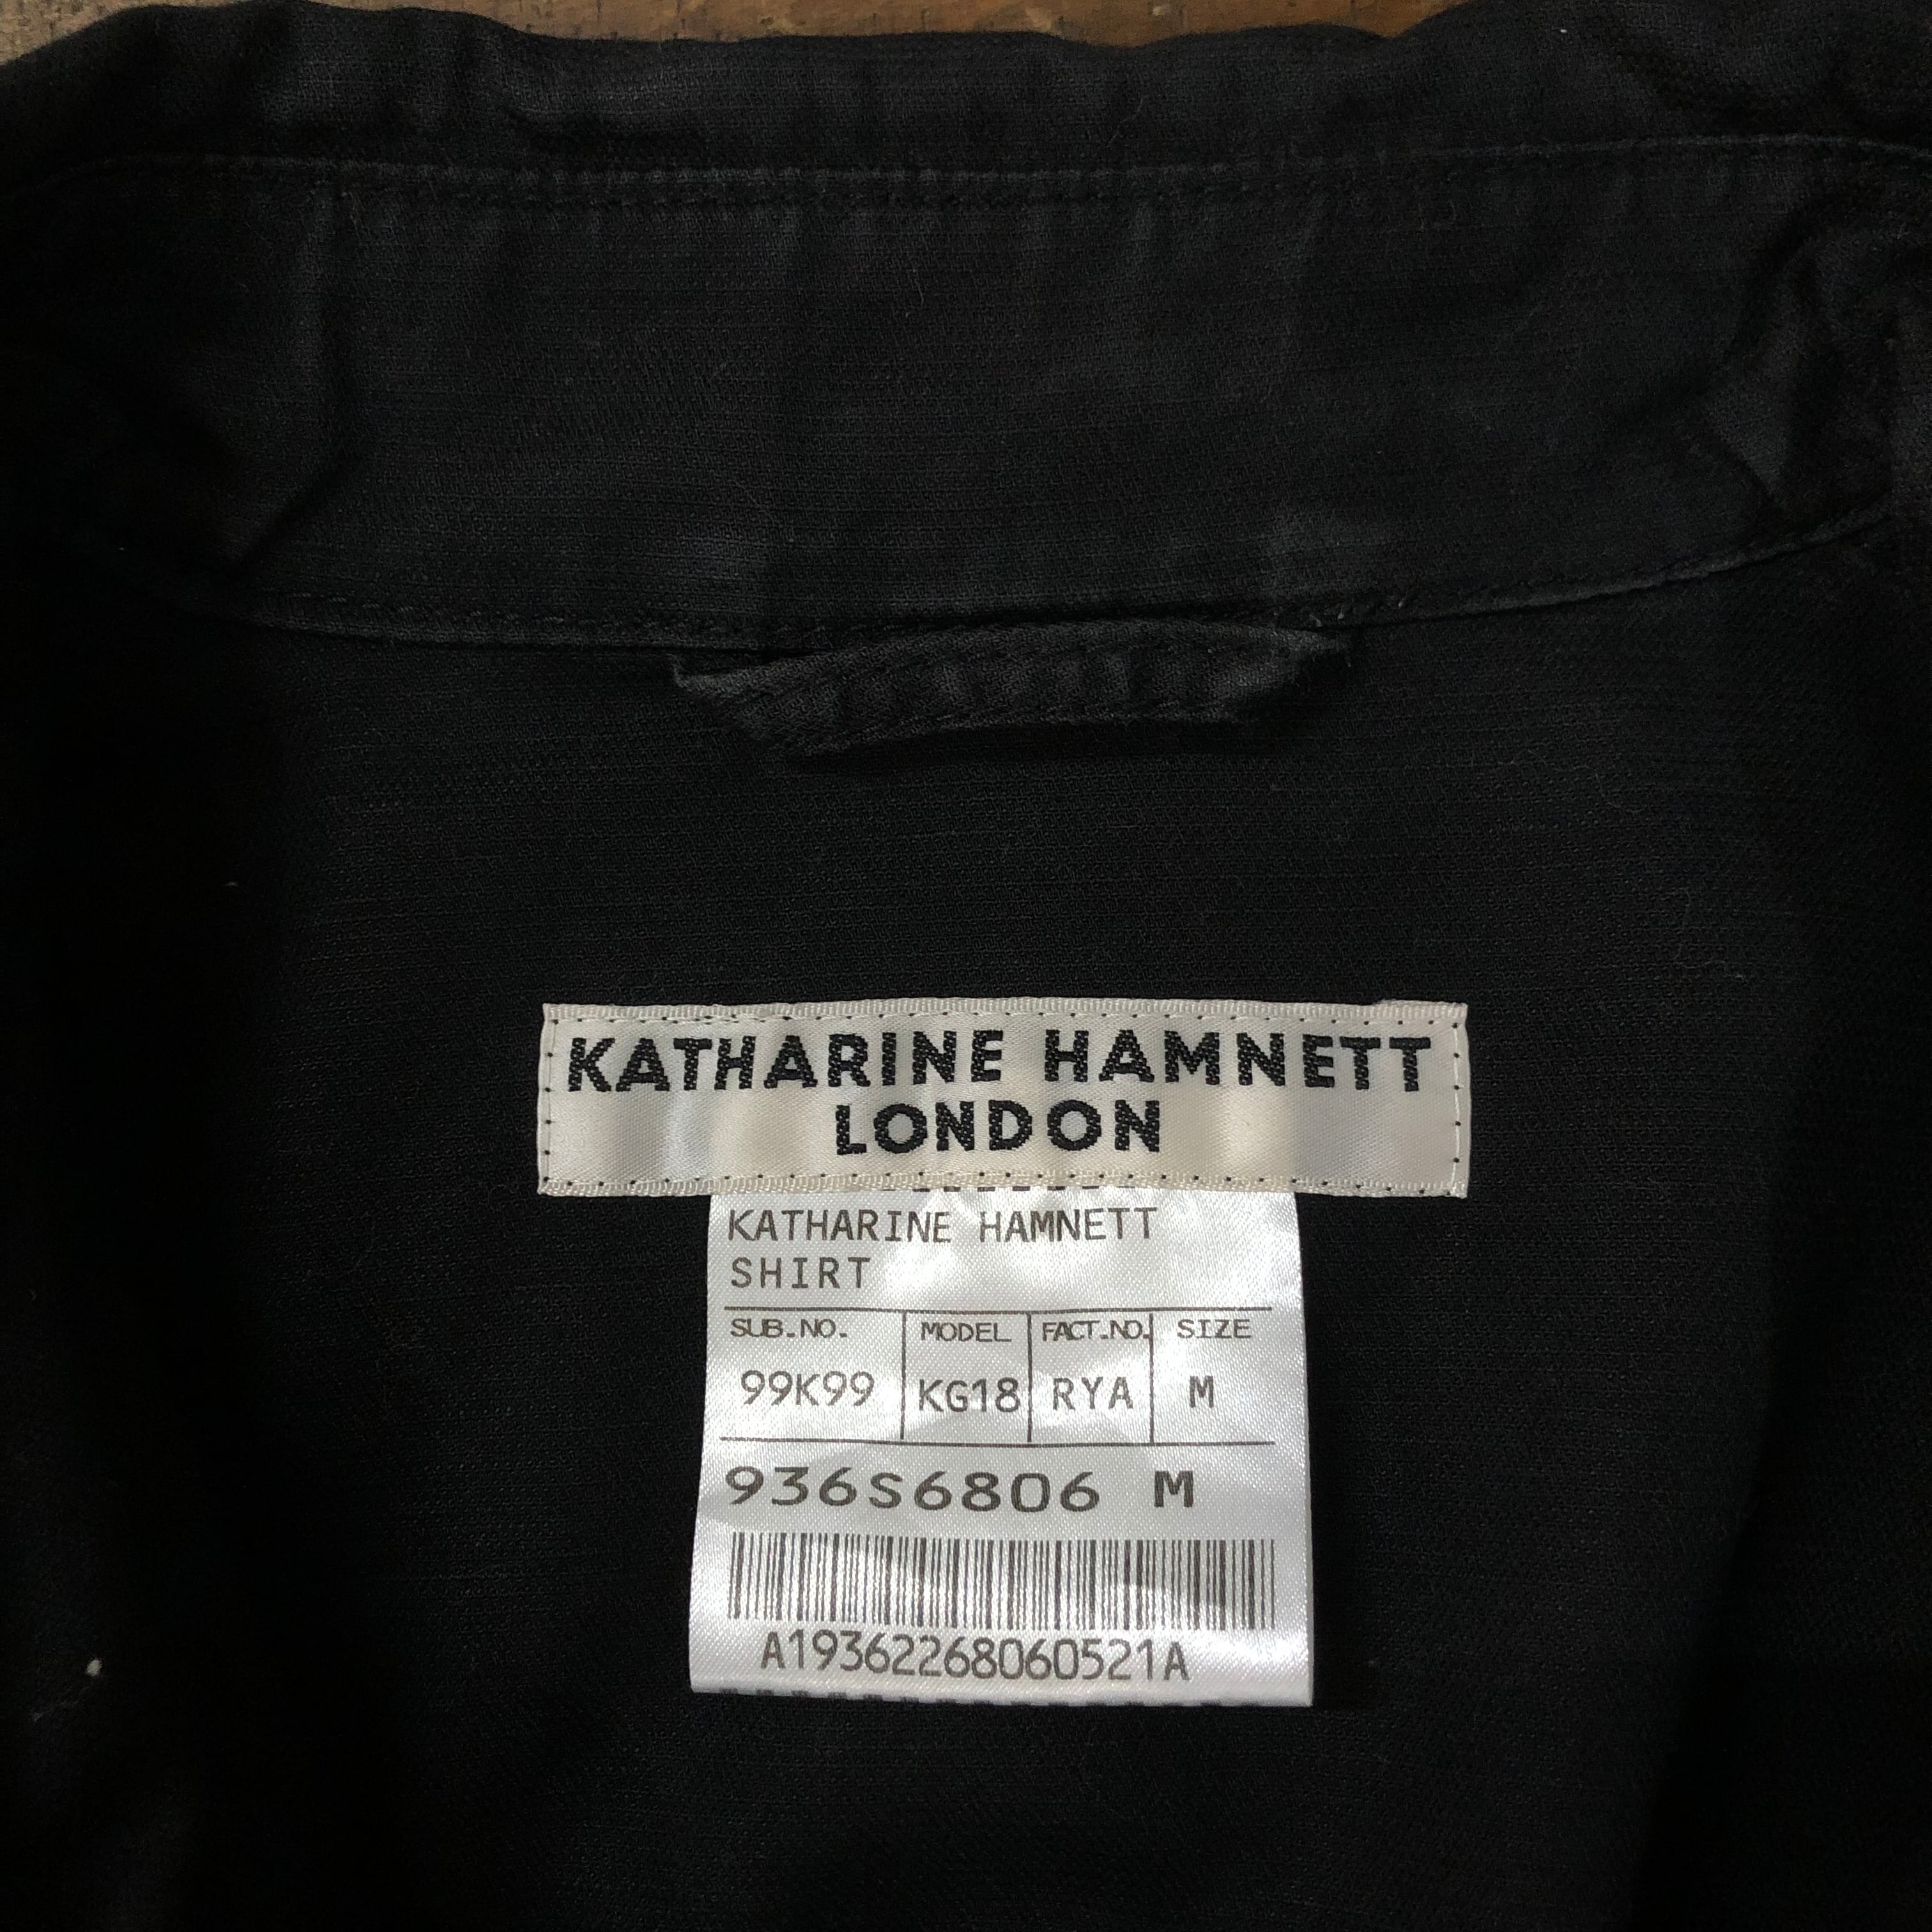 KATHARINE HAMNETT
LONDON
KATHARINE HAMNETT
SHIRT
SUB.NO. MODEL FACT.NO. SIZE
99K99 KG18 RYA M
936S6806 M
A19362268060521A